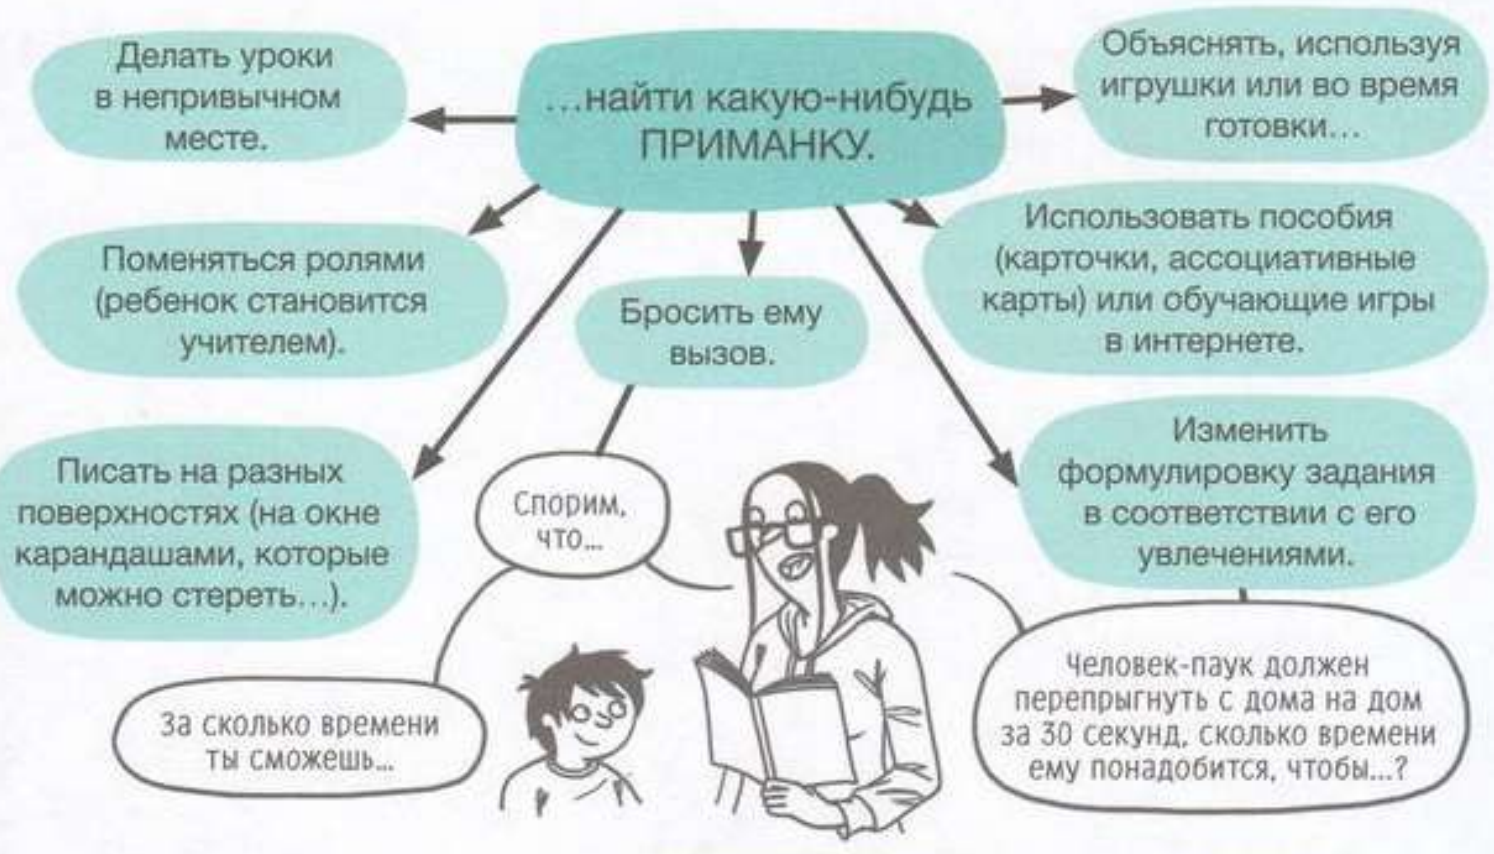 ...найти какую-нибудь
ПРИМАНКУ.
Делать уроки
в непривычном
месте.
Объяснять, используя
игрушки или во время
готовки...
Поменяться ролями
(ребенок становится
учителем).
Бросить ему
вызов.
Использовать пособия
(карточки, ассоциативные
карты) или обучающие игры
в интернете.
Писать на разных
поверхностях (на окне
карандашами, которые
можно стереть...).
Изменить
формулировку задания
в соответствии с его
увлечениями.
Спорим,
что...
За сколько времени
ты сможешь...
Человек-паук должен
перепрыгнуть с дома на дом
за 30 секунд, сколько времени
ему понадобится, чтобы...?